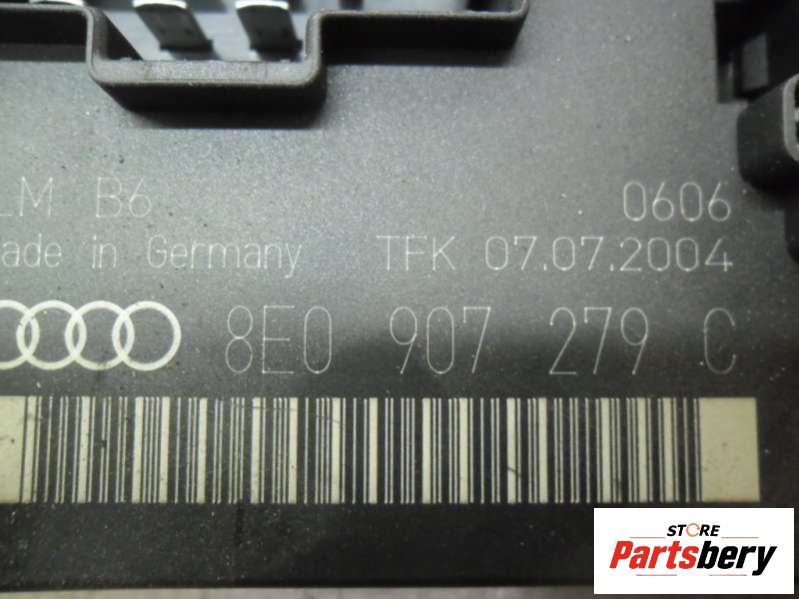 LM B6 0606
ade in Germany TFK 07.07.2004
8E0 907 279 C
STORE
Partsbery